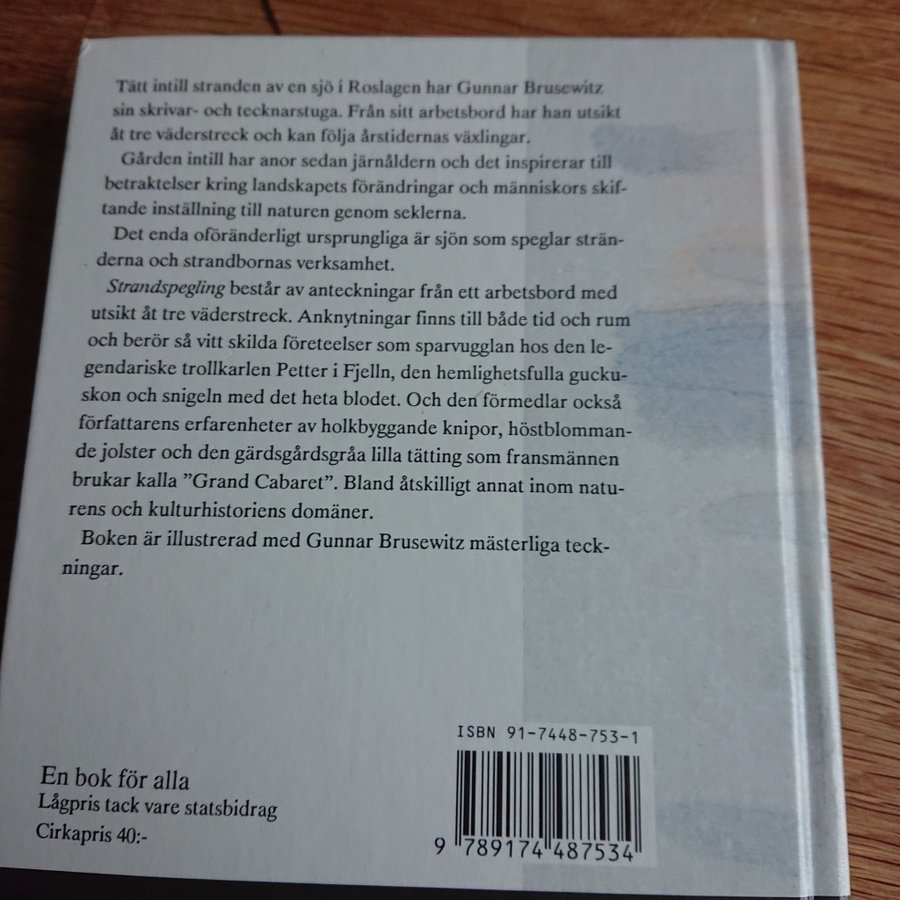 Tätt intill stranden av en sjö i Roslagen har Gunnar Brusewitz
sin skrivar- och tecknarstuga. Från sitt arbetsbord har han utsikt
åt tre väderstreck och kan följa årstidernas växlingar.
Gården intill har anor sedan järnåldern och det inspirerar till
betraktelser kring landskapets förändringar och människors skif-
tande inställning till naturen genom seklerna.
Det enda oföränderligt ursprungliga är sjön som speglar strän-
derna och strandbornas verksamhet.
Strandspegling består av anteckningar från ett arbetsbord med
utsikt åt tre väderstreck. Anknytningar finns till både tid och rum
och berör så vitt skilda företeelser som sparvugglan hos den le-
gendariske trollkarlen Petter i Fjelln, den hemlighetsfulla gucku-
skon och snigeln med det heta blodet. Och den förmedlar också
författarens erfarenheter av holkbyggande knipor, höstblomman-
de jolster och den gärdsgårdsgråa lilla tätting som fransmännen
brukar kalla ”Grand Cabaret”. Bland åtskilligt annat inom natu-
rens och kulturhistoriens domäner.
Boken är illustrerad med Gunnar Brusewitz mästerliga teck-
ningar.
ISBN 91-7448-753-1
En bok för alla
Lågpris tack vare statsbidrag
Cirkapris 40:-
9 789174 487534